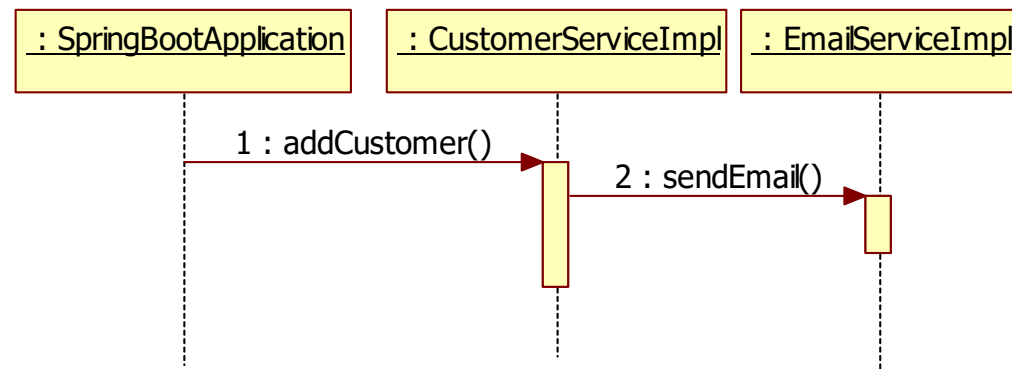 : SpringBootApplication
: CustomerServiceImpl
: EmailServiceImpl
1 : addCustomer()
2 : sendEmail()